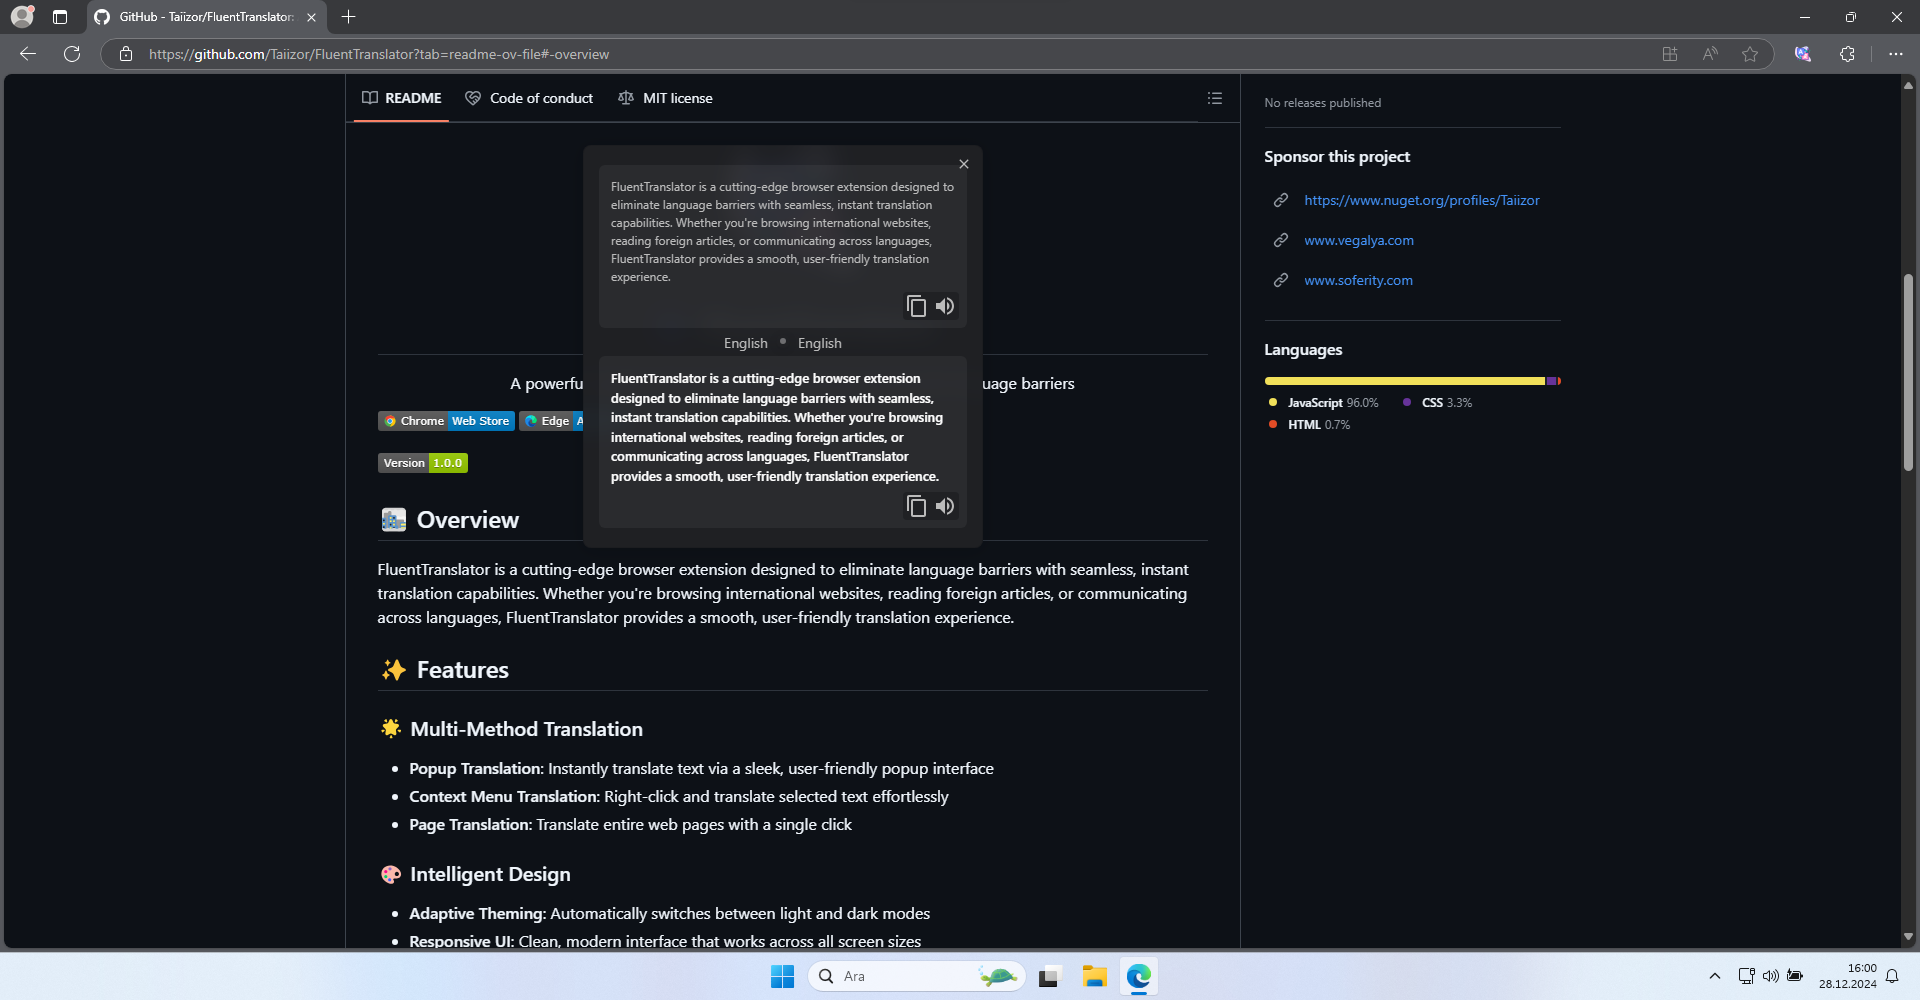 GitHub - Taiizor/FluentTranslator:
https://github.com/Taiizor/FluentTranslator?tab=readme-ov-file#-overview
README
Code of conduct
MIT license
FluentTranslator is a cutting-edge browser extension designed to
eliminate language barriers with seamless, instant translation
capabilities. Whether you're browsing international websites,
reading foreign articles, or communicating across languages,
FluentTranslator provides a smooth, user-friendly translation
experience.
English • English
FluentTranslator is a cutting-edge browser extension
designed to eliminate language barriers with seamless,
instant translation capabilities. Whether you're browsing
international websites, reading foreign articles, or
communicating across languages, FluentTranslator
provides a smooth, user-friendly translation experience.
A powerfu
uage barriers
Chrome Web Store
Edge A
Version 1.0.0
Overview
FluentTranslator is a cutting-edge browser extension designed to eliminate language barriers with seamless, instant
translation capabilities. Whether you're browsing international websites, reading foreign articles, or communicating
across languages, FluentTranslator provides a smooth, user-friendly translation experience.
Features
Multi-Method Translation
• Popup Translation: Instantly translate text via a sleek, user-friendly popup interface
• Context Menu Translation: Right-click and translate selected text effortlessly
• Page Translation: Translate entire web pages with a single click
Intelligent Design
• Adaptive Theming: Automatically switches between light and dark modes
• Responsive UI: Clean, modern interface that works across all screen sizes
No releases published
Sponsor this project
https://www.nuget.org/profiles/Taiizor
www.vegalya.com
www.soferity.com
Languages
JavaScript 96.0%
CSS 3.3%
HTML 0.7%
Ara
16:00
28.12.2024